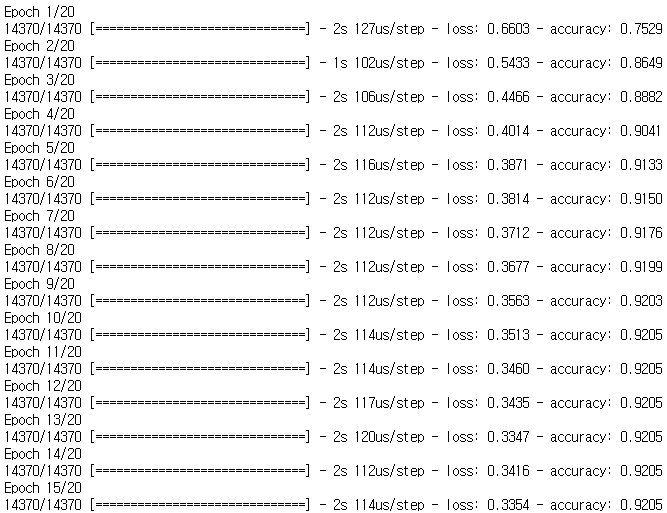 Epoch 1/20
14370/14370 [==============================] - 2s 127us/step - loss: 0.6603 - accuracy: 0.7529
Epoch 2/20
14370/14370 [==============================] - 1s 102us/step - loss: 0.5433 - accuracy: 0.8649
Epoch 3/20
14370/14370 [==============================] - 2s 106us/step - loss: 0.4466 - accuracy: 0.8882
Epoch 4/20
14370/14370 [==============================] - 2s 112us/step - loss: 0.4014 - accuracy: 0.9041
Epoch 5/20
14370/14370 [==============================] - 2s 116us/step - loss: 0.3871 - accuracy: 0.9133
Epoch 6/20
14370/14370 [==============================] - 2s 112us/step - loss: 0.3814 - accuracy: 0.9150
Epoch 7/20
14370/14370 [==============================] - 2s 112us/step - loss: 0.3712 - accuracy: 0.9176
Epoch 8/20
14370/14370 [==============================] - 2s 112us/step - loss: 0.3677 - accuracy: 0.9199
Epoch 9/20
14370/14370 [==============================] - 2s 112us/step - loss: 0.3563 - accuracy: 0.9203
Epoch 10/20
14370/14370 [==============================] - 2s 114us/step - loss: 0.3513 - accuracy: 0.9205
Epoch 11/20
14370/14370 [==============================] - 2s 114us/step - loss: 0.3460 - accuracy: 0.9205
Epoch 12/20
14370/14370 [==============================] - 2s 117us/step - loss: 0.3435 - accuracy: 0.9205
Epoch 13/20
14370/14370 [==============================] - 2s 120us/step - loss: 0.3347 - accuracy: 0.9205
Epoch 14/20
14370/14370 [==============================] - 2s 112us/step - loss: 0.3416 - accuracy: 0.9205
Epoch 15/20
14370/14370 [==============================] - 2s 114us/step - loss: 0.3354 - accuracy: 0.9205